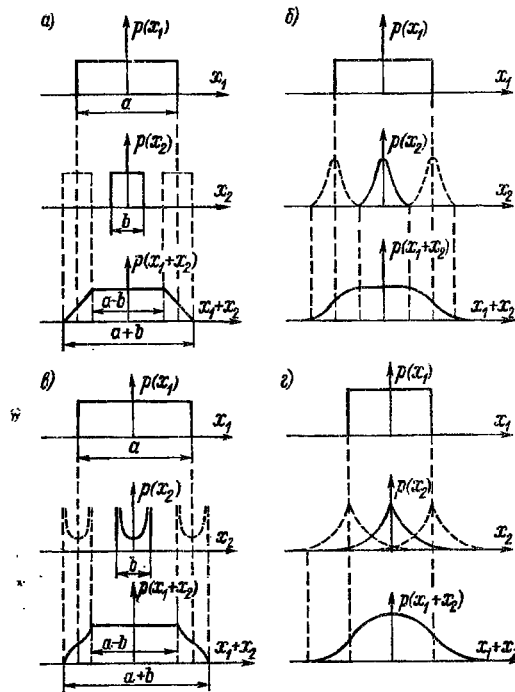 а)
p(x₁)
x₁
a
p(x₂)
x₂
b
p(x₁+x₂)
a-b
x₁+x₂
a+b
б)
p(x₁)
x₁
p(x₂)
x₂
p(x₁+x₂)
x₁+x₂
в)
p(x₁)
x₁
a
p(x₂)
x₂
b
p(x₁+x₂)
a-b
x₁+x₂
a+b
г)
p(x₁)
x₁
p(x₂)
x₂
p(x₁+x₂)
x₁+x